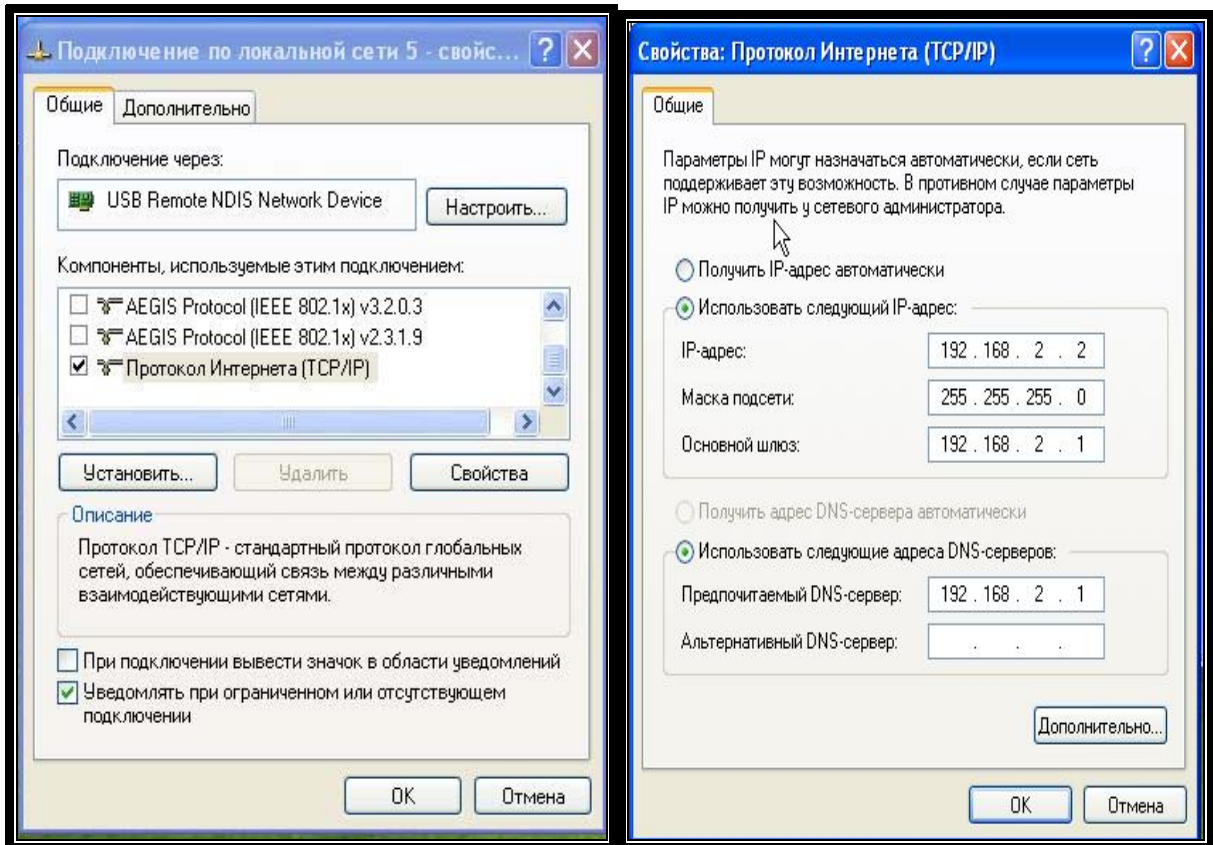 Подключение по локальной сети 5 - свойс...
Общие
Дополнительно
Подключение через:
USB Remote NDIS Network Device
Настроить...
Компоненты, используемые этим подключением:
AEGIS Protocol (IEEE 802.1x) v3.2.0.3
AEGIS Protocol (IEEE 802.1x) v2.3.1.9
Протокол Интернета (TCP/IP)
Установить...
Удалить
Свойства
Описание
Протокол TCP/IP - стандартный протокол глобальных
сетей, обеспечивающий связь между различными
взаимодействующими сетями.
При подключении вывести значок в области уведомлений
Уведомлять при ограниченном или отсутствующем
подключении
OK
Отмена
Свойства: Протокол Интернета (TCP/IP)
Общие
Параметры IP могут назначаться автоматически, если сеть
поддерживает эту возможность. В противном случае параметры
IP можно получить у сетевого администратора.
Получить IP-адрес автоматически
Использовать следующий IP-адрес:
IP-адрес: 192 . 168 . 2 . 2
Маска подсети: 255 . 255 . 255 . 0
Основной шлюз: 192 . 168 . 2 . 1
Получить адрес DNS-сервера автоматически
Использовать следующие адреса DNS-серверов:
Предпочитаемый DNS-сервер: 192 . 168 . 2 . 1
Альтернативный DNS-сервер: . . .
Дополнительно...
OK
Отмена